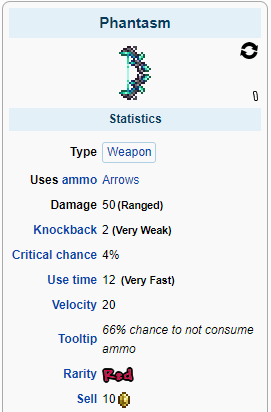 Phantasm
Statistics
Type Weapon
Uses ammo Arrows
Damage 50 (Ranged)
Knockback 2 (Very Weak)
Critical chance 4%
Use time 12 (Very Fast)
Velocity 20
Tooltip 66% chance to not consume
ammo
Rarity Red
Sell 10